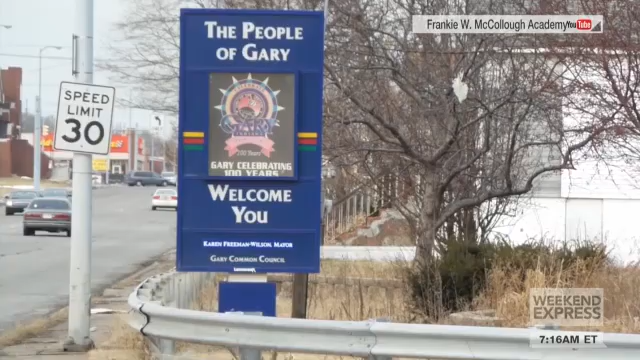 Frankie W. McCollough Academy YouTube
THE PEOPLE
OF GARY
SPEED
LIMIT
30
GARY CELEBRATING
100 YEARS
WELCOME
YOU
KAREN FREEMAN-WILSON, MAYOR
GARY COMMON COUNCIL
WEEKEND
EXPRESS
7:16AM ET